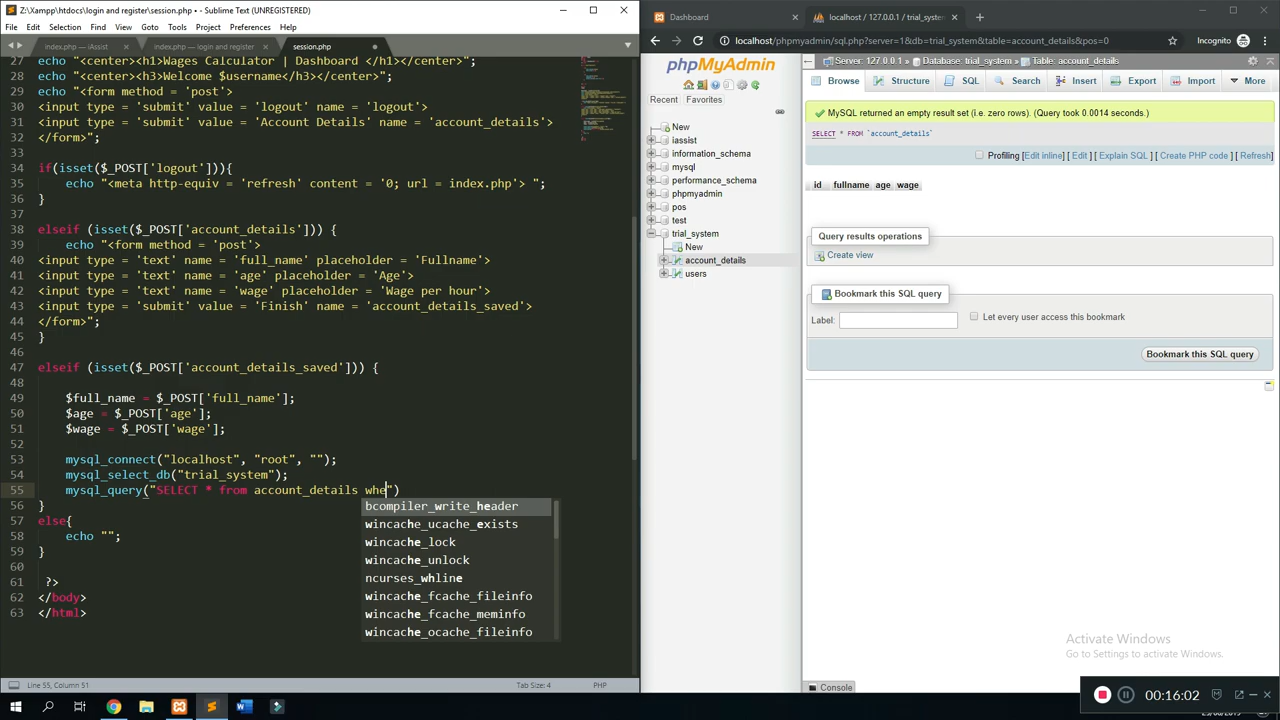 Z:\Xampp\htdocs\login and register\session.php • - Sublime Text (UNREGISTERED)
File Edit Selection Find View Goto Tools Project Preferences Help
index.php — iAssist
index.php — login and register
session.php
27 echo "<center><h1>Wages Calculator | Dashboard </h1></center>";
28 echo "<center><h3>Welcome $username</h3></center>";
29 echo "<form method = 'post'>
30 <input type = 'submit' value = 'logout' name = 'logout'>
31 <input type = 'submit' value = 'Account Details' name = 'account_details'>
32 </form>";
33
34 if(isset($_POST['logout'])){
35 echo "<meta http-equiv = 'refresh' content = '0; url = index.php'> ";
36 }
37
38 elseif (isset($_POST['account_details'])) {
39 echo "<form method = 'post'>
40 <input type = 'text' name = 'full_name' placeholder = 'Fullname'>
41 <input type = 'text' name = 'age' placeholder = 'Age'>
42 <input type = 'text' name = 'wage' placeholder = 'Wage per hour'>
43 <input type = 'submit' value = 'Finish' name = 'account_details_saved'>
44 </form>";
45 }
46
47 elseif (isset($_POST['account_details_saved'])) {
48
49 $full_name = $_POST['full_name'];
50 $age = $_POST['age'];
51 $wage = $_POST['wage'];
52
53 mysql_connect("localhost", "root", "");
54 mysql_select_db("trial_system");
55 mysql_query("SELECT * from account_details whe")
56 }
57 else{
58 echo "";
59 }
60
61 ?>
62 </body>
63 </html>
bcompiler_write_header
wincache_ucache_exists
wincache_lock
wincache_unlock
ncurses_whline
wincache_fcache_fileinfo
wincache_fcache_meminfo
wincache_ocache_fileinfo
Line 55, Column 51
Tab Size: 4
PHP
Dashboard
localhost / 127.0.0.1 / trial_system
localhost/phpmyadmin/sql.php?server=1&db=trial_system&table=account_details&pos=0
Incognito
phpMyAdmin
Recent Favorites
New
iassist
information_schema
mysql
performance_schema
phpmyadmin
pos
test
trial_system
New
account_details
users
Server: 127.0.0.1 » Database: trial_system » Table: account_details
Browse Structure SQL Search Insert Export Import More
MySQL returned an empty result set (i.e. zero rows). (Query took 0.0014 seconds.)
SELECT * FROM `account_details`
Profiling [Edit inline] [ Edit ] [ Explain SQL ] [ Create PHP code ] [ Refresh]
id fullname age wage
Query results operations
Create view
Bookmark this SQL query
Label:
Let every user access this bookmark
Bookmark this SQL query
Activate Windows
Go to Settings to activate Windows.
Console
00:16:02